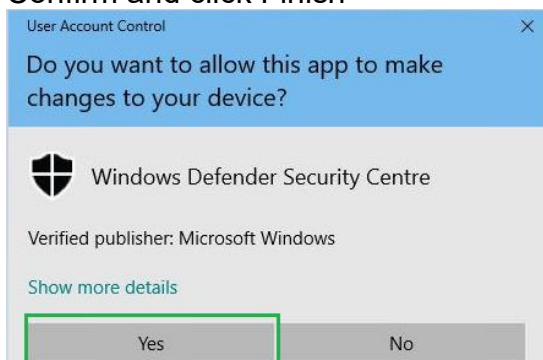 Confirm and click Finish
User Account Control
Do you want to allow this app to make
changes to your device?
Windows Defender Security Centre
Verified publisher: Microsoft Windows
Show more details
Yes No